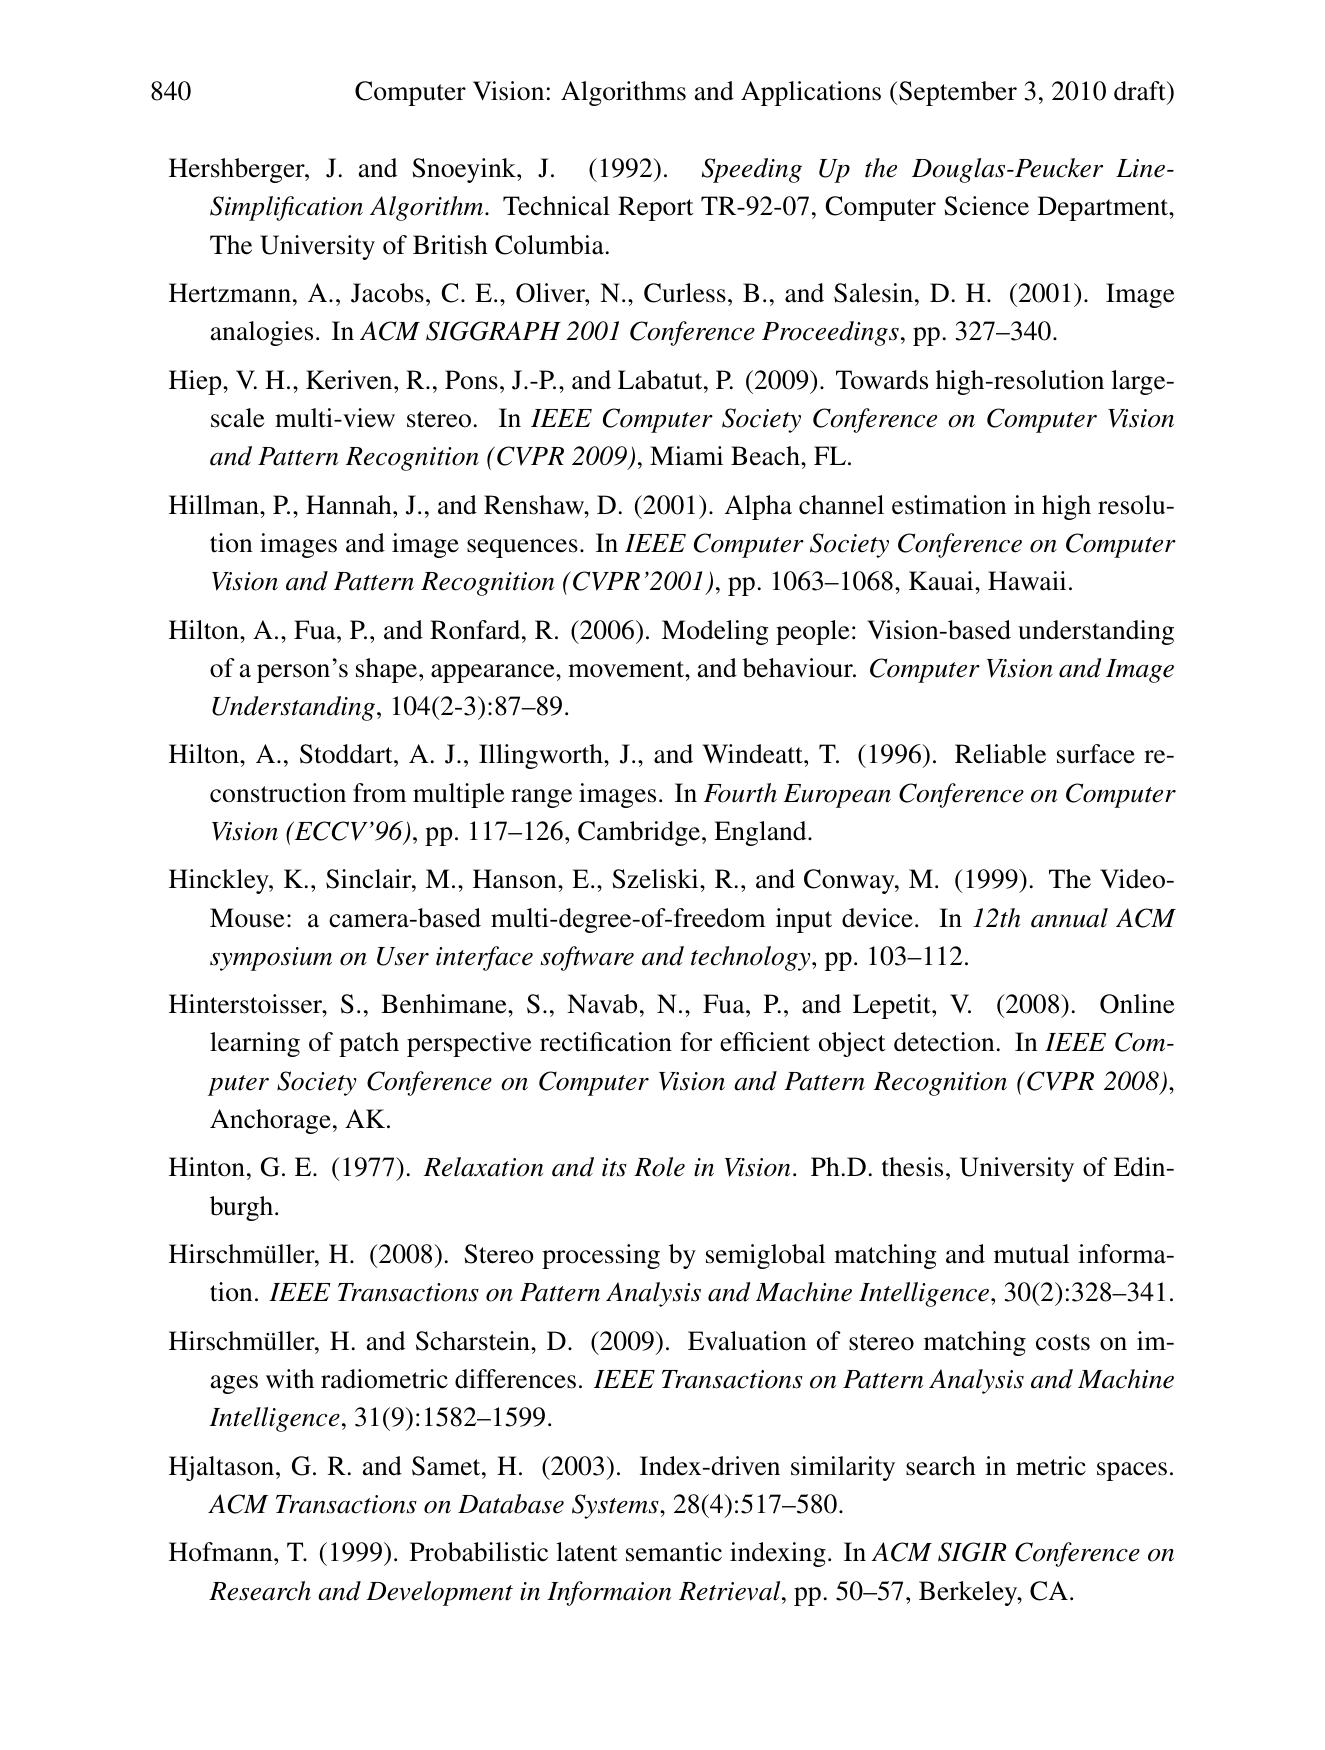 840 Computer Vision: Algorithms and Applications (September 3, 2010 draft)
Hershberger, J. and Snoeyink, J. (1992). Speeding Up the Douglas-Peucker Line-
Simplification Algorithm. Technical Report TR-92-07, Computer Science Department,
The University of British Columbia.
Hertzmann, A., Jacobs, C. E., Oliver, N., Curless, B., and Salesin, D. H. (2001). Image
analogies. In ACM SIGGRAPH 2001 Conference Proceedings, pp. 327–340.
Hiep, V. H., Keriven, R., Pons, J.-P., and Labatut, P. (2009). Towards high-resolution large-
scale multi-view stereo. In IEEE Computer Society Conference on Computer Vision
and Pattern Recognition (CVPR 2009), Miami Beach, FL.
Hillman, P., Hannah, J., and Renshaw, D. (2001). Alpha channel estimation in high resolu-
tion images and image sequences. In IEEE Computer Society Conference on Computer
Vision and Pattern Recognition (CVPR’2001), pp. 1063–1068, Kauai, Hawaii.
Hilton, A., Fua, P., and Ronfard, R. (2006). Modeling people: Vision-based understanding
of a person’s shape, appearance, movement, and behaviour. Computer Vision and Image
Understanding, 104(2-3):87–89.
Hilton, A., Stoddart, A. J., Illingworth, J., and Windeatt, T. (1996). Reliable surface re-
construction from multiple range images. In Fourth European Conference on Computer
Vision (ECCV’96), pp. 117–126, Cambridge, England.
Hinckley, K., Sinclair, M., Hanson, E., Szeliski, R., and Conway, M. (1999). The Video-
Mouse: a camera-based multi-degree-of-freedom input device. In 12th annual ACM
symposium on User interface software and technology, pp. 103–112.
Hinterstoisser, S., Benhimane, S., Navab, N., Fua, P., and Lepetit, V. (2008). Online
learning of patch perspective rectification for efficient object detection. In IEEE Com-
puter Society Conference on Computer Vision and Pattern Recognition (CVPR 2008),
Anchorage, AK.
Hinton, G. E. (1977). Relaxation and its Role in Vision. Ph.D. thesis, University of Edin-
burgh.
Hirschmüller, H. (2008). Stereo processing by semiglobal matching and mutual informa-
tion. IEEE Transactions on Pattern Analysis and Machine Intelligence, 30(2):328–341.
Hirschmüller, H. and Scharstein, D. (2009). Evaluation of stereo matching costs on im-
ages with radiometric differences. IEEE Transactions on Pattern Analysis and Machine
Intelligence, 31(9):1582–1599.
Hjaltason, G. R. and Samet, H. (2003). Index-driven similarity search in metric spaces.
ACM Transactions on Database Systems, 28(4):517–580.
Hofmann, T. (1999). Probabilistic latent semantic indexing. In ACM SIGIR Conference on
Research and Development in Informaion Retrieval, pp. 50–57, Berkeley, CA.